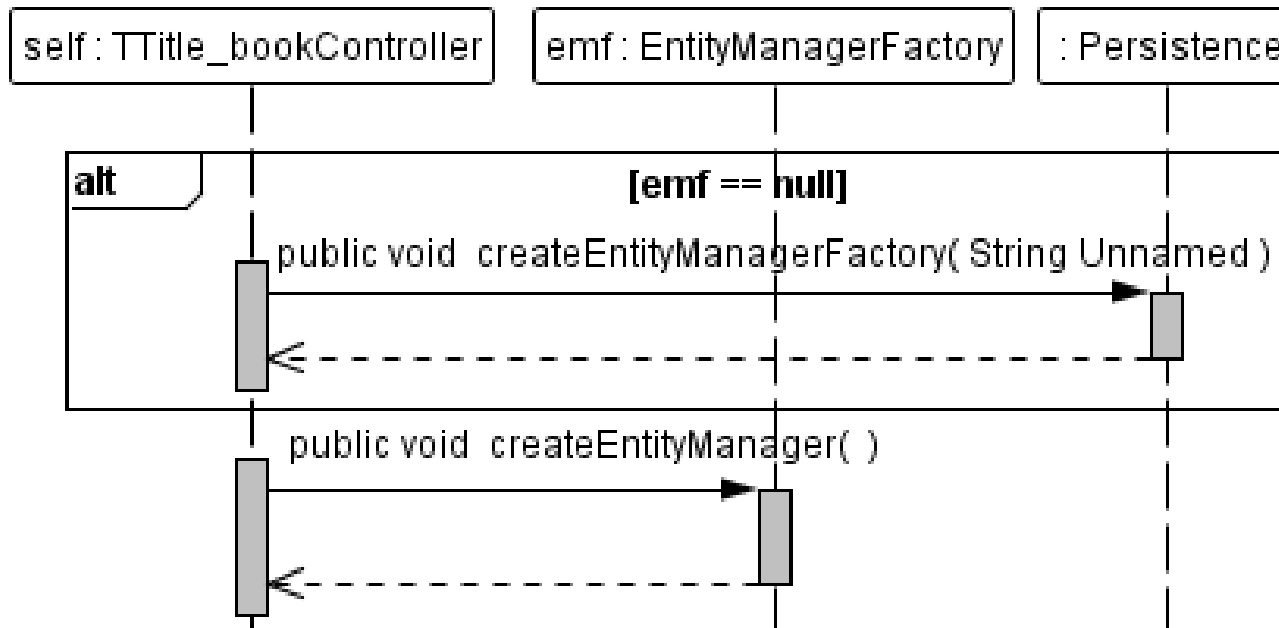 self : TTitle_bookController
emf : EntityManagerFactory
: Persistence
alt
[emf == null]
public void  createEntityManagerFactory( String Unnamed )
public void  createEntityManager(  )